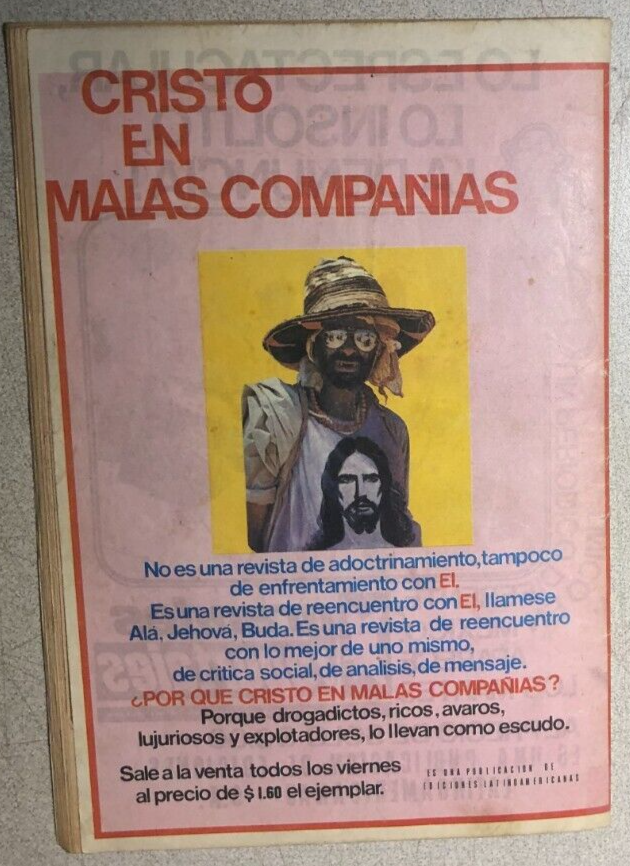 CRISTO
EN
MALAS COMPAÑIAS
No es una revista de adoctrinamiento, tampoco
de enfrentamiento con El.
Es una revista de reencuentro con El, llamese
Alá, Jehová, Buda. Es una revista de reencuentro
con lo mejor de uno mismo,
de critica social, de analisis, de mensaje.
¿POR QUE CRISTO EN MALAS COMPAÑIAS?
Porque drogadictos, ricos, avaros,
lujuriosos y explotadores, lo llevan como escudo.
Sale a la venta todos los viernes
al precio de $ 1.60 el ejemplar.
ES UNA PUBLICACION DE
EDICIONES LATINOAMERICANAS